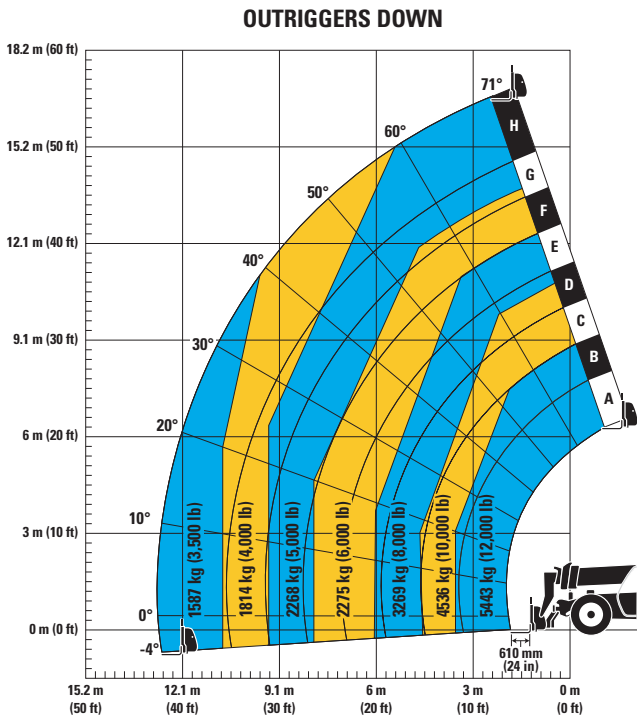 OUTRIGGERS DOWN
18.2 m (60 ft)
15.2 m (50 ft)
12.1 m (40 ft)
9.1 m (30 ft)
6 m (20 ft)
3 m (10 ft)
0 m (0 ft)
71°
60°
50°
40°
30°
20°
10°
0°
-4°
H
G
F
E
D
C
B
A
1587 kg (3,500 lb)
1814 kg (4,000 lb)
2268 kg (5,000 lb)
2275 kg (6,000 lb)
3269 kg (8,000 lb)
4536 kg (10,000 lb)
5443 kg (12,000 lb)
610 mm
(24 in)
15.2 m 12.1 m 9.1 m 6 m 3 m 0 m
(50 ft) (40 ft) (30 ft) (20 ft) (10 ft) (0 ft)